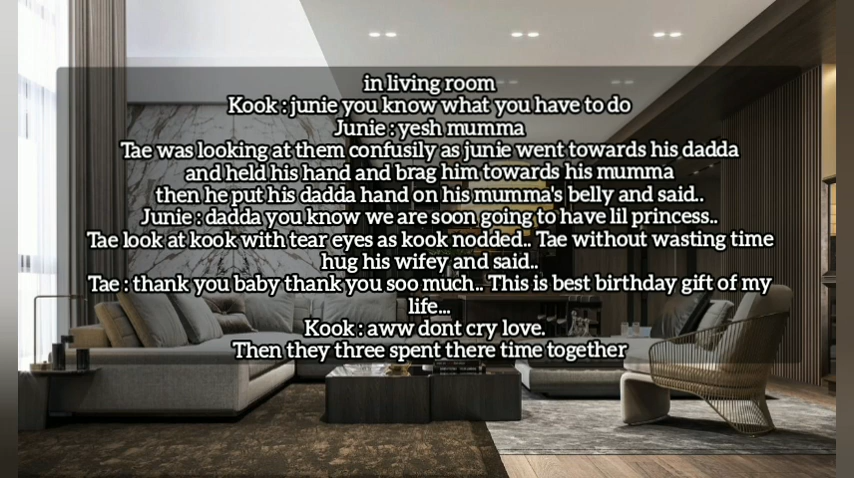 in living room
Kook : junie you know what you have to do
Junie : yesh mumma
Tae was looking at them confusily as junie went towards his dadda
and held his hand and brag him towards his mumma
then he put his dadda hand on his mumma's belly and said..
Junie : dadda you know we are soon going to have lil princess..
Tae look at kook with tear eyes as kook nodded.. Tae without wasting time
hug his wifey and said..
Tae : thank you baby thank you soo much.. This is best birthday gift of my
life...
Kook : aww dont cry love.
Then they three spent there time together